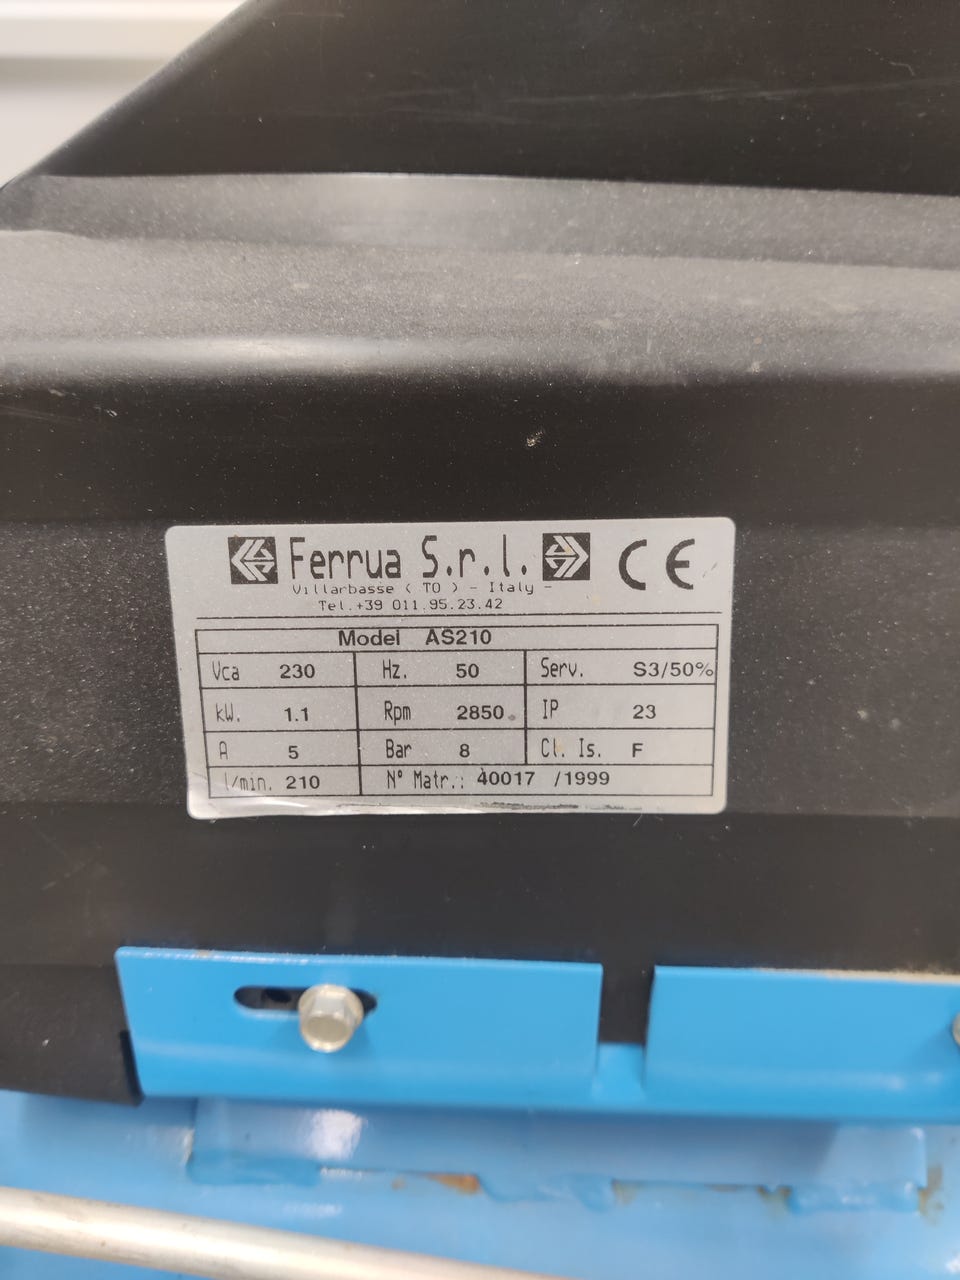 Ferrua S.r.l. CE
Villarbasse ( TO ) - Italy -
Tel.+39 011.95.23.42
Model AS210
Vca 230 Hz. 50 Serv. S3/50%
kW. 1.1 Rpm 2850 IP 23
A 5 Bar 8 Cl. Is. F
l/min. 210 N° Matr.: 40017 /1999